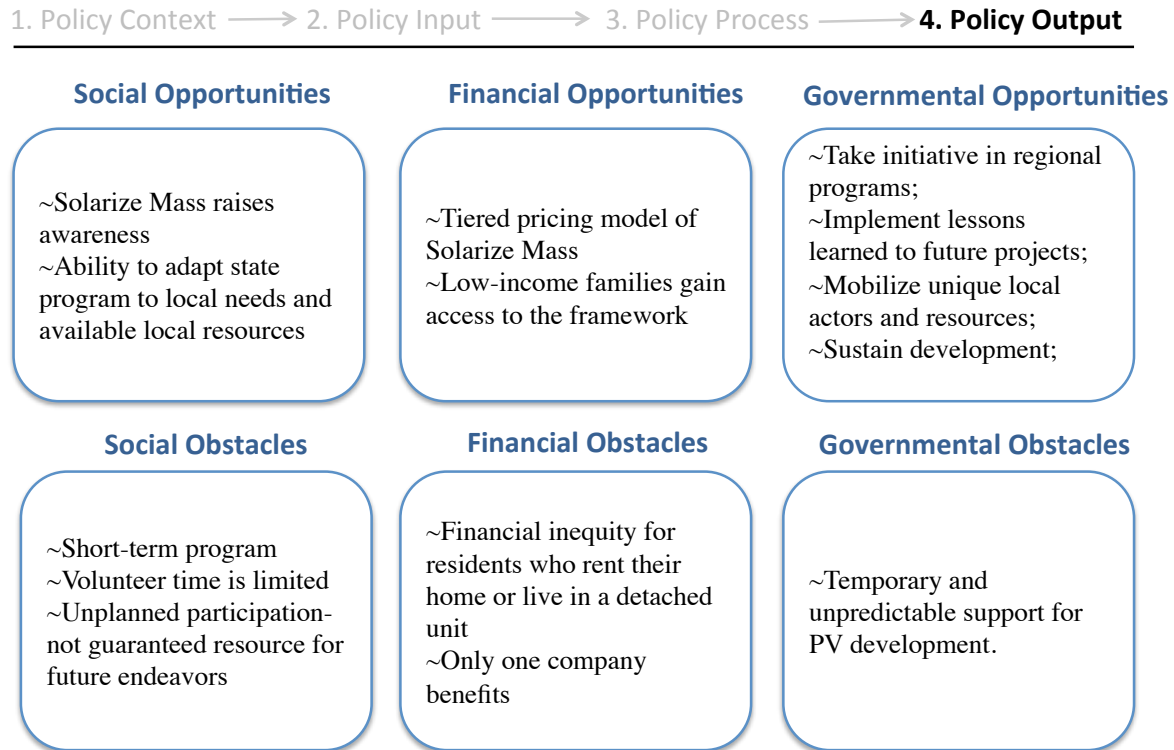 1. Policy Context → 2. Policy Input → 3. Policy Process → 4. Policy Output
Social Opportunities
~Solarize Mass raises
awareness
~Ability to adapt state
program to local needs and
available local resources
Financial Opportunities
~Tiered pricing model of
Solarize Mass
~Low-income families gain
access to the framework
Governmental Opportunities
~Take initiative in regional
programs;
~Implement lessons
learned to future projects;
~Mobilize unique local
actors and resources;
~Sustain development;
Social Obstacles
~Short-term program
~Volunteer time is limited
~Unplanned participation-
not guaranteed resource for
future endeavors
Financial Obstacles
~Financial inequity for
residents who rent their
home or live in a detached
unit
~Only one company
benefits
Governmental Obstacles
~Temporary and
unpredictable support for
PV development.